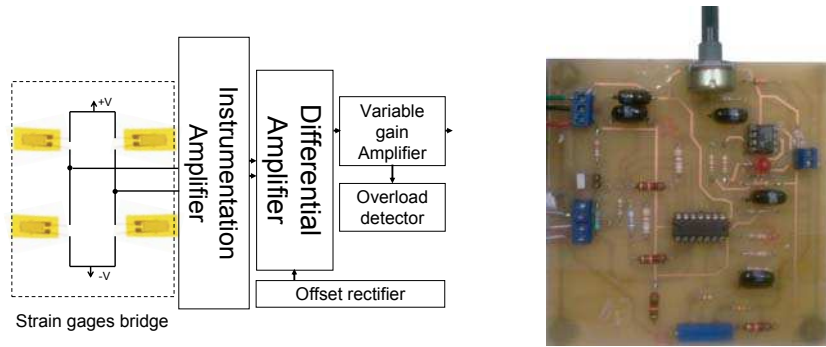 +V
-V
Strain gages bridge
Instrumentation
Amplifier
Differential
Amplifier
Variable
gain
Amplifier
Overload
detector
Offset rectifier